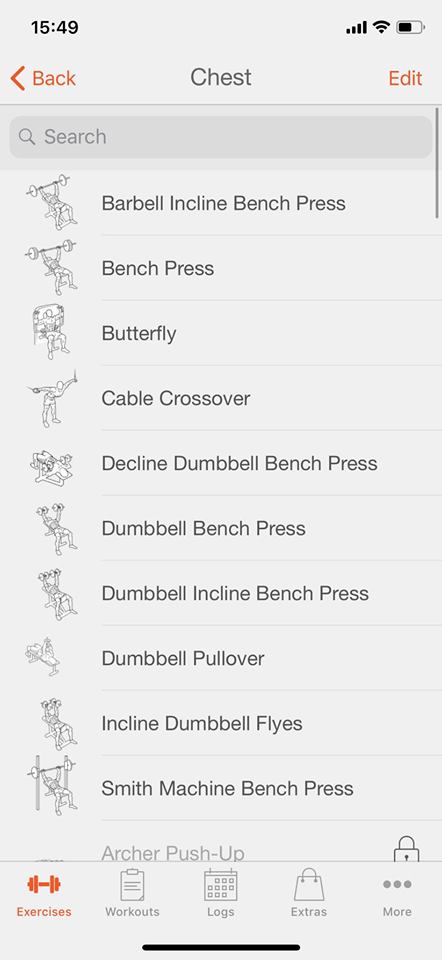 15:49
Back
Chest
Edit
Search
Barbell Incline Bench Press
Bench Press
Butterfly
Cable Crossover
Decline Dumbbell Bench Press
Dumbbell Bench Press
Dumbbell Incline Bench Press
Dumbbell Pullover
Incline Dumbbell Flyes
Smith Machine Bench Press
Archer Push-Up
Exercises
Workouts
Logs
Extras
More